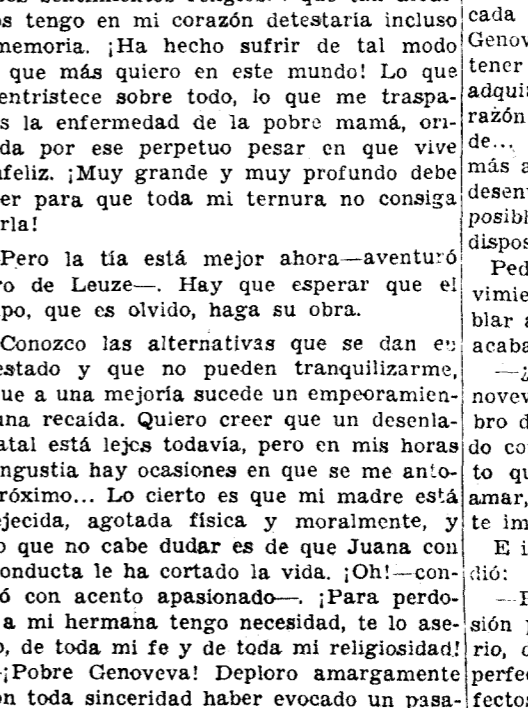 os tengo en mi corazón detestaría incluso
memoria. ¡Ha hecho sufrir de tal modo
que más quiero en este mundo! Lo que
entristece sobre todo, lo que me traspa-
s la enfermedad de la pobre mamá, ori-
da por ese perpetuo pesar en que vive
nfeliz. ¡Muy grande y muy profundo debe
er para que toda mi ternura no consiga
rla!
Pero la tía está mejor ahora—aventuró
ro de Leuze—. Hay que esperar que el
po, que es olvido, haga su obra.
Conozco las alternativas que se dan en
estado y que no pueden tranquilizarme,
que a una mejoría sucede un empeoramien-
una recaída. Quiero creer que un desenla-
atal está lejos todavía, pero en mis horas
ngustia hay ocasiones en que se me anto-
róximo... Lo cierto es que mi madre está
ejecida, agotada física y moralmente, y
o que no cabe dudar es de que Juana con
conducta le ha cortado la vida. ¡Oh!—con-
ó con acento apasionado—. ¡Para perdo-
a mi hermana tengo necesidad, te lo ase-
o, de toda mi fe y de toda mi religiosidad!
—¡Pobre Genoveva! Deploro amargamente
on toda sinceridad haber evocado un pasa-
cada
Genov
tener
adquir
razón
de...
más a
desen
posibl
dispos
Ped
vimie
blar a
acaba
—¿
novev
bro d
do co
to qu
amar,
te im
E i
dió:
sión p
rio, c
perfec
fectos